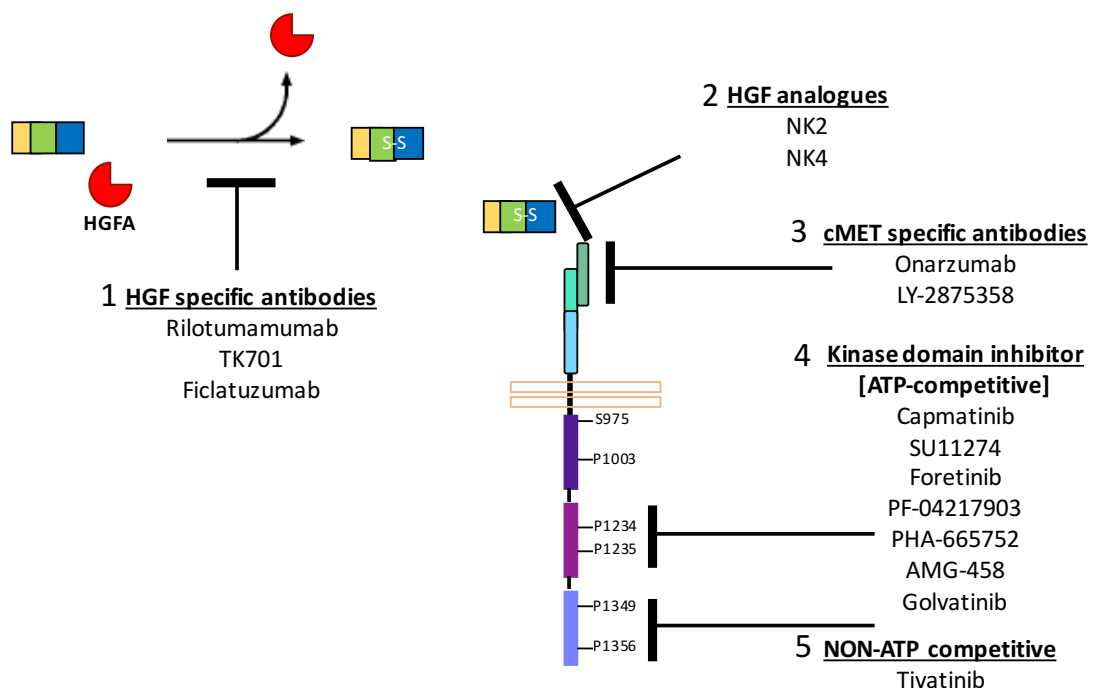 HGFA
S-S
1 HGF specific antibodies
Rilotumamumab
TK701
Ficlatuzumab
2 HGF analogues
NK2
NK4
S-S
3 cMET specific antibodies
Onarzumab
LY-2875358
4 Kinase domain inhibitor
[ATP-competitive]
Capmatinib
SU11274
Foretinib
PF-04217903
PHA-665752
AMG-458
Golvatinib
5 NON-ATP competitive
Tivatinib
S975
P1003
P1234
P1235
P1349
P1356